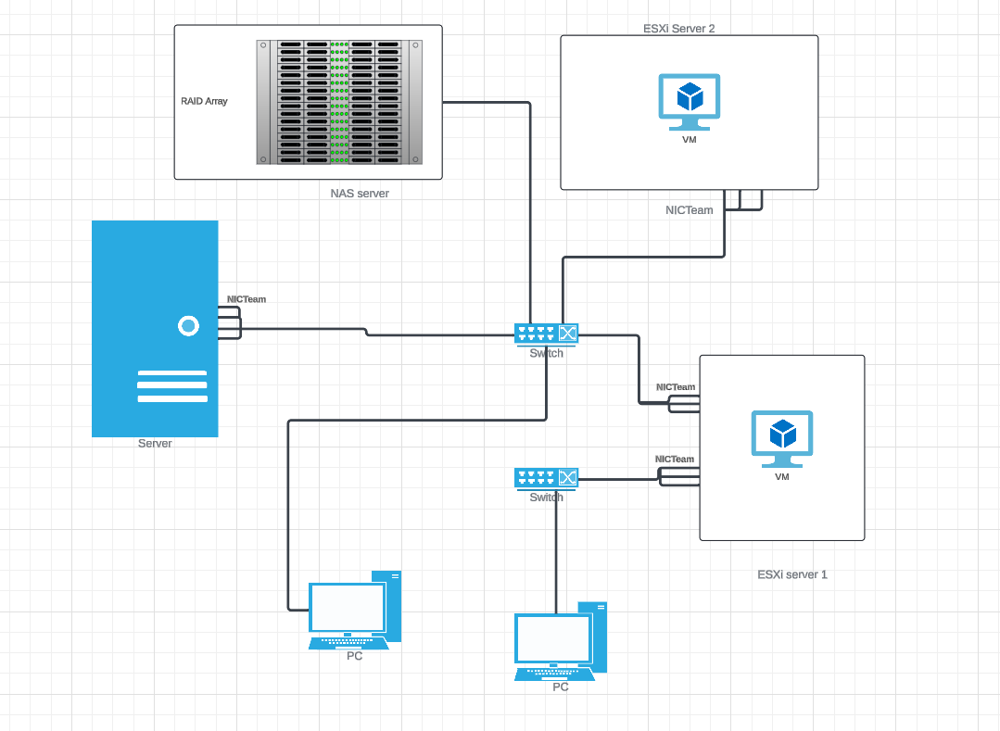 ESXi Server 2
RAID Array
VM
NAS server
NICTeam
NICTeam
Switch
NICTeam
Server
NICTeam
VM
Switch
ESXi server 1
PC
PC